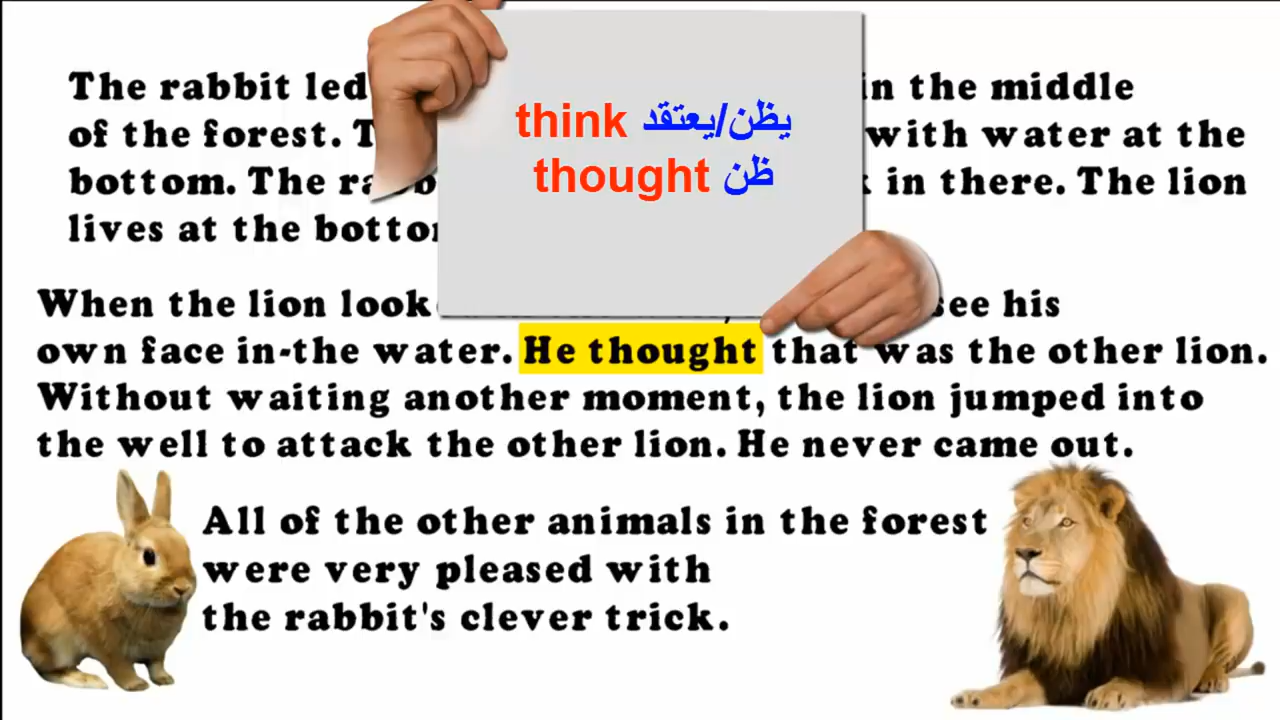 The rabbit led in the middle
of the forest. with water at the
bottom. The in there. The lion
lives at the
When the lion see his
own face in-the water. He thought that was the other lion.
Without waiting another moment, the lion jumped into
the well to attack the other lion. He never came out.
All of the other animals in the forest
were very pleased with
the rabbit's clever trick.
think يظن/يعتقد
thought ظن